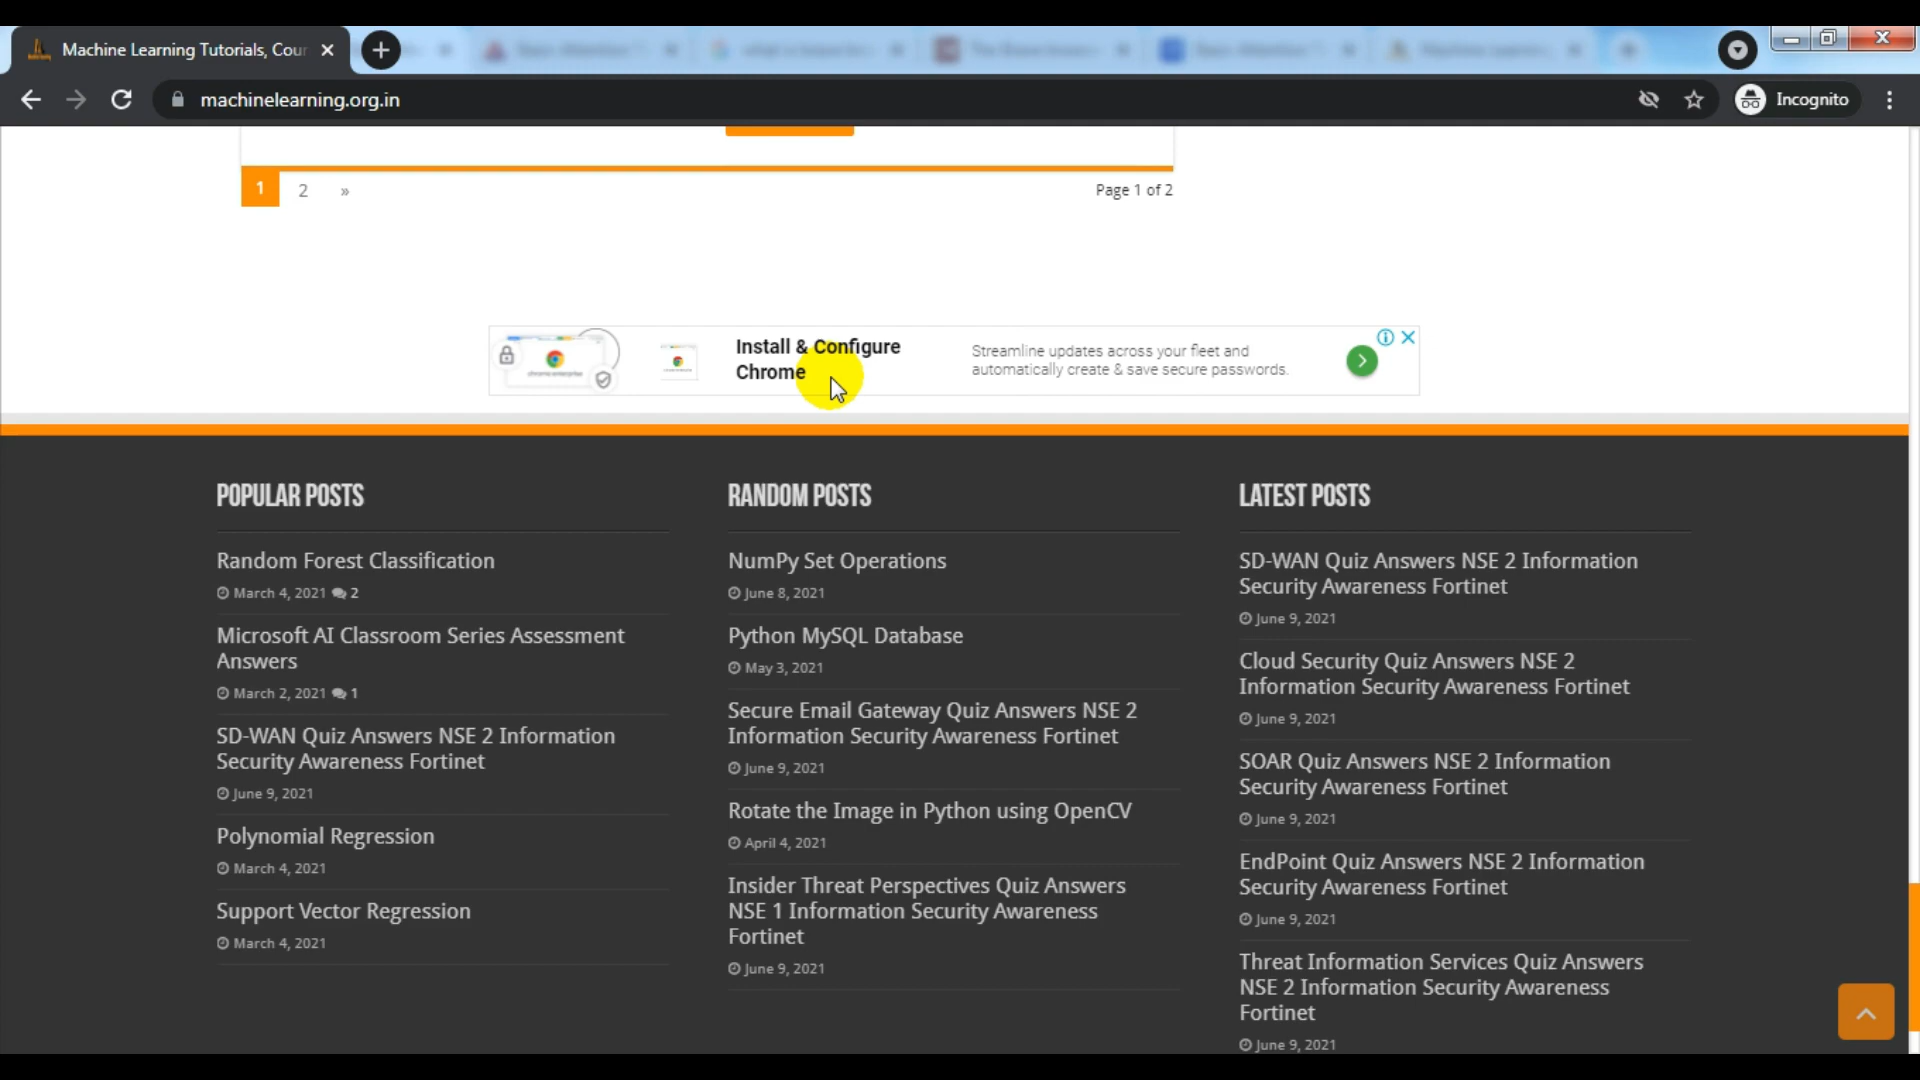 Machine Learning Tutorials, Cour
machinelearning.org.in
Incognito
1 2 »
Page 1 of 2
Install & Configure
Chrome
Streamline updates across your fleet and
automatically create & save secure passwords.
POPULAR POSTS
Random Forest Classification
March 4, 2021 2
Microsoft AI Classroom Series Assessment
Answers
March 2, 2021 1
SD-WAN Quiz Answers NSE 2 Information
Security Awareness Fortinet
June 9, 2021
Polynomial Regression
March 4, 2021
Support Vector Regression
March 4, 2021
RANDOM POSTS
NumPy Set Operations
June 8, 2021
Python MySQL Database
May 3, 2021
Secure Email Gateway Quiz Answers NSE 2
Information Security Awareness Fortinet
June 9, 2021
Rotate the Image in Python using OpenCV
April 4, 2021
Insider Threat Perspectives Quiz Answers
NSE 1 Information Security Awareness
Fortinet
June 9, 2021
LATEST POSTS
SD-WAN Quiz Answers NSE 2 Information
Security Awareness Fortinet
June 9, 2021
Cloud Security Quiz Answers NSE 2
Information Security Awareness Fortinet
June 9, 2021
SOAR Quiz Answers NSE 2 Information
Security Awareness Fortinet
June 9, 2021
EndPoint Quiz Answers NSE 2 Information
Security Awareness Fortinet
June 9, 2021
Threat Information Services Quiz Answers
NSE 2 Information Security Awareness
Fortinet
June 9, 2021